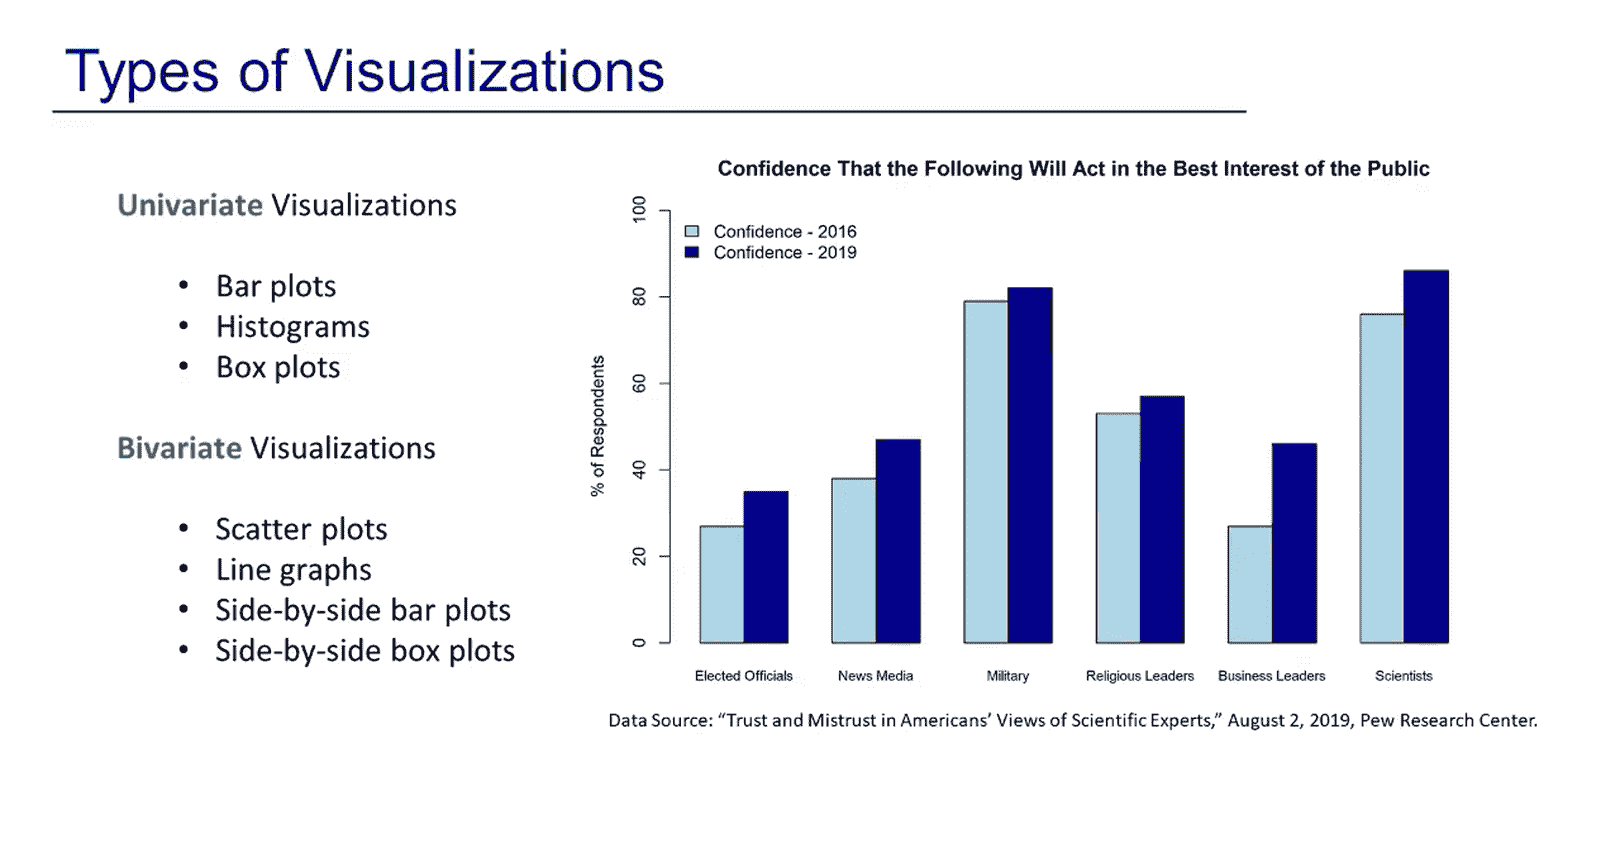 Types of Visualizations
Univariate Visualizations
• Bar plots
• Histograms
• Box plots
Bivariate Visualizations
• Scatter plots
• Line graphs
• Side-by-side bar plots
• Side-by-side box plots
Confidence That the Following Will Act in the Best Interest of the Public
Confidence - 2016
Confidence - 2019
% of Respondents
100
80
60
40
20
0
Elected Officials News Media Military Religious Leaders Business Leaders Scientists
Data Source: “Trust and Mistrust in Americans’ Views of Scientific Experts,” August 2, 2019, Pew Research Center.